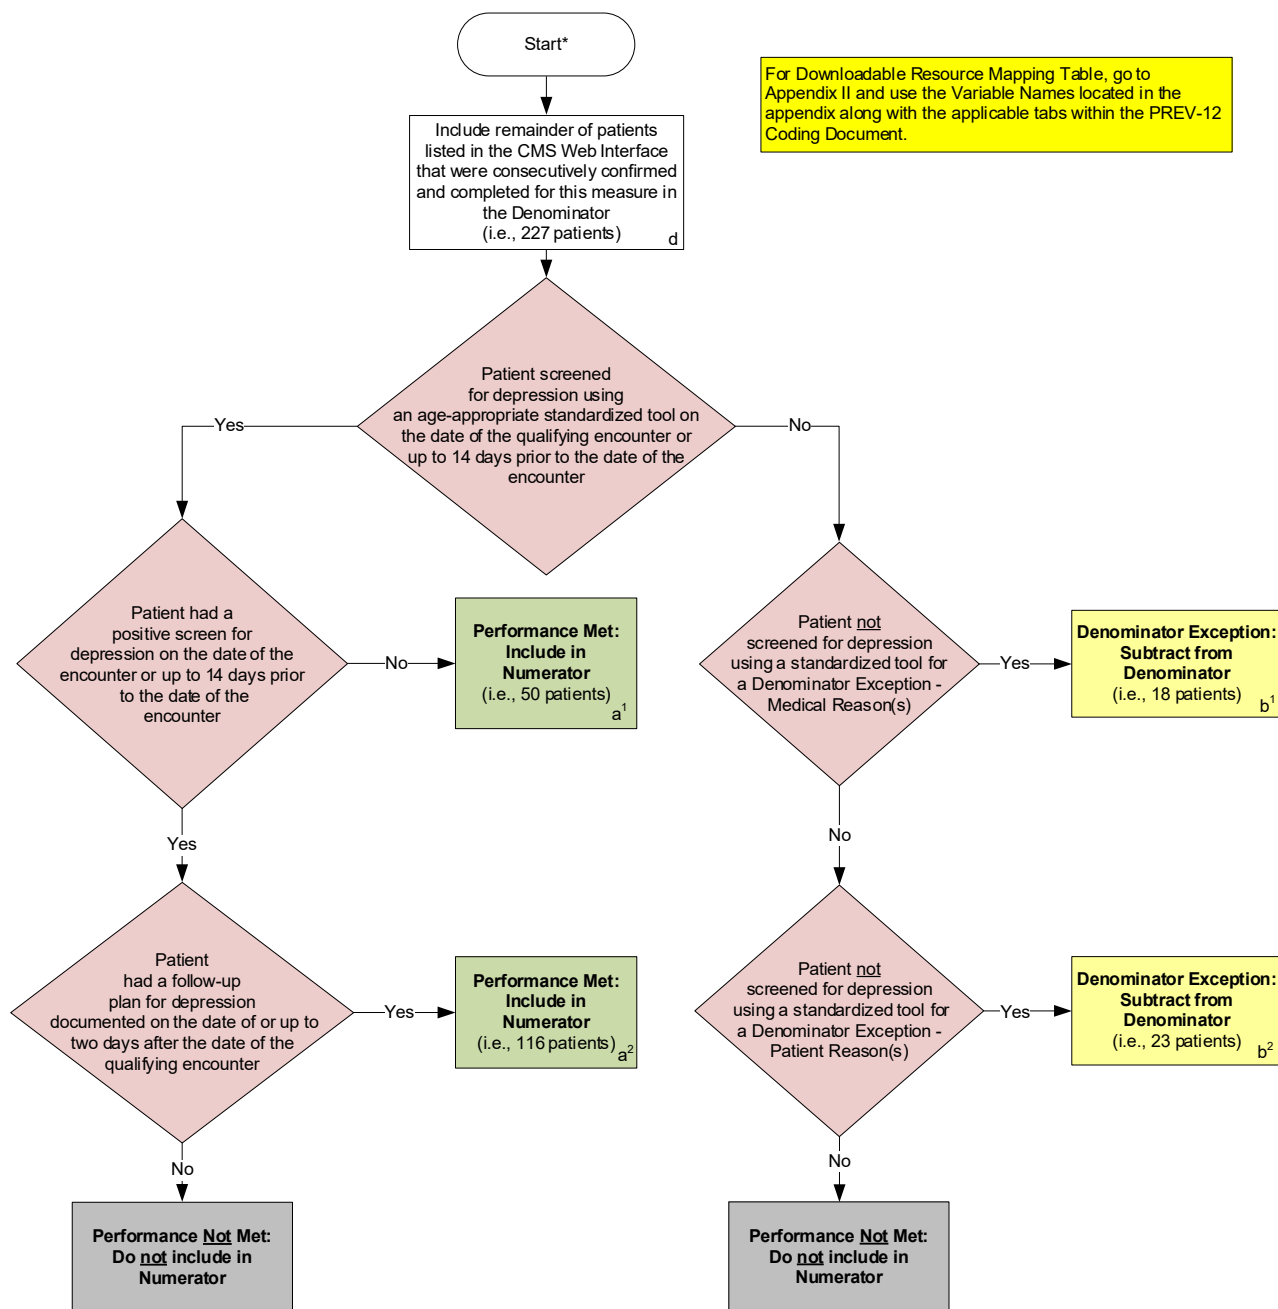 Start*
For Downloadable Resource Mapping Table, go to
Appendix II and use the Variable Names located in the
appendix along with the applicable tabs within the PREV-12
Coding Document.
Include remainder of patients
listed in the CMS Web Interface
that were consecutively confirmed
and completed for this measure in
the Denominator
(i.e., 227 patients)
d
Patient screened
for depression using
an age-appropriate standardized tool on
the date of the qualifying encounter or
up to 14 days prior to the date of the
encounter
Yes
No
Patient had a
positive screen for
depression on the date of the
encounter or up to 14 days prior
to the date of the
encounter
No
Performance Met:
Include in
Numerator
(i.e., 50 patients)
a1
Patient not
screened for depression
using a standardized tool for
a Denominator Exception -
Medical Reason(s)
Yes
Denominator Exception:
Subtract from
Denominator
(i.e., 18 patients)
b1
Yes
No
Patient
had a follow-up
plan for depression
documented on the date of or up to
two days after the date of the
qualifying encounter
Yes
Performance Met:
Include in
Numerator
(i.e., 116 patients)
a2
Patient not
screened for depression
using a standardized tool for
a Denominator Exception -
Patient Reason(s)
Yes
Denominator Exception:
Subtract from
Denominator
(i.e., 23 patients)
b2
No
No
Performance Not Met:
Do not include in
Numerator
Performance Not Met:
Do not include in
Numerator